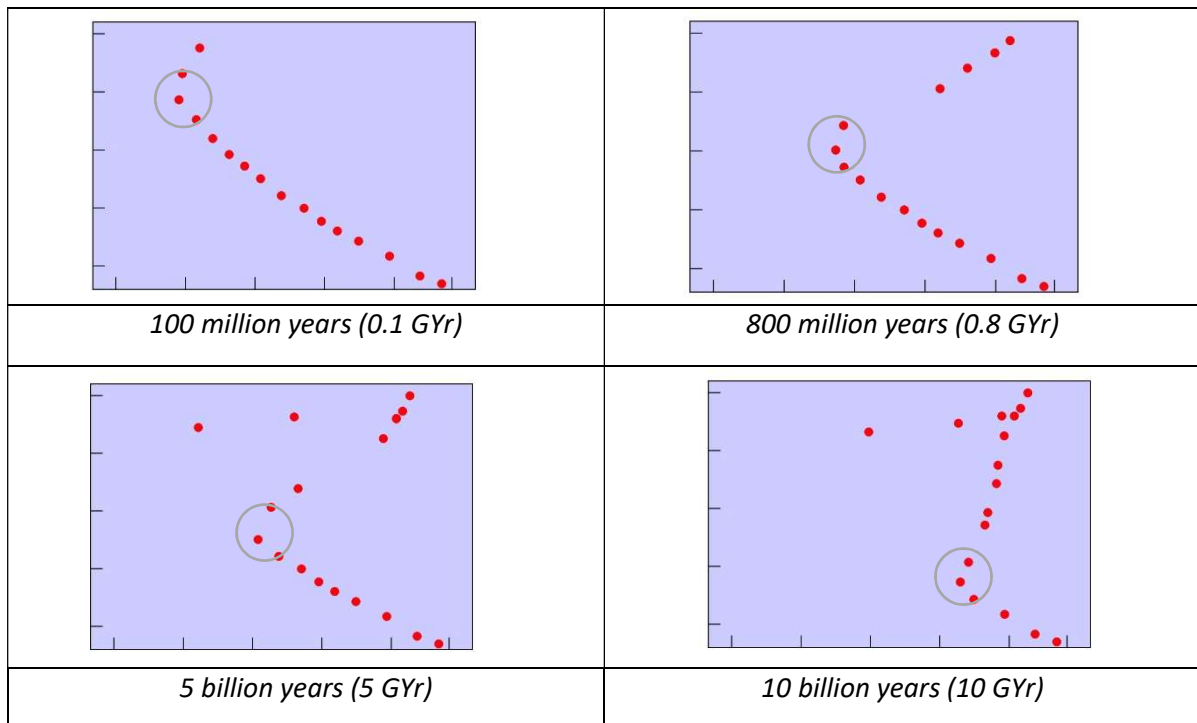 100 million years (0.1 GYr)
800 million years (0.8 GYr)
5 billion years (5 GYr)
10 billion years (10 GYr)